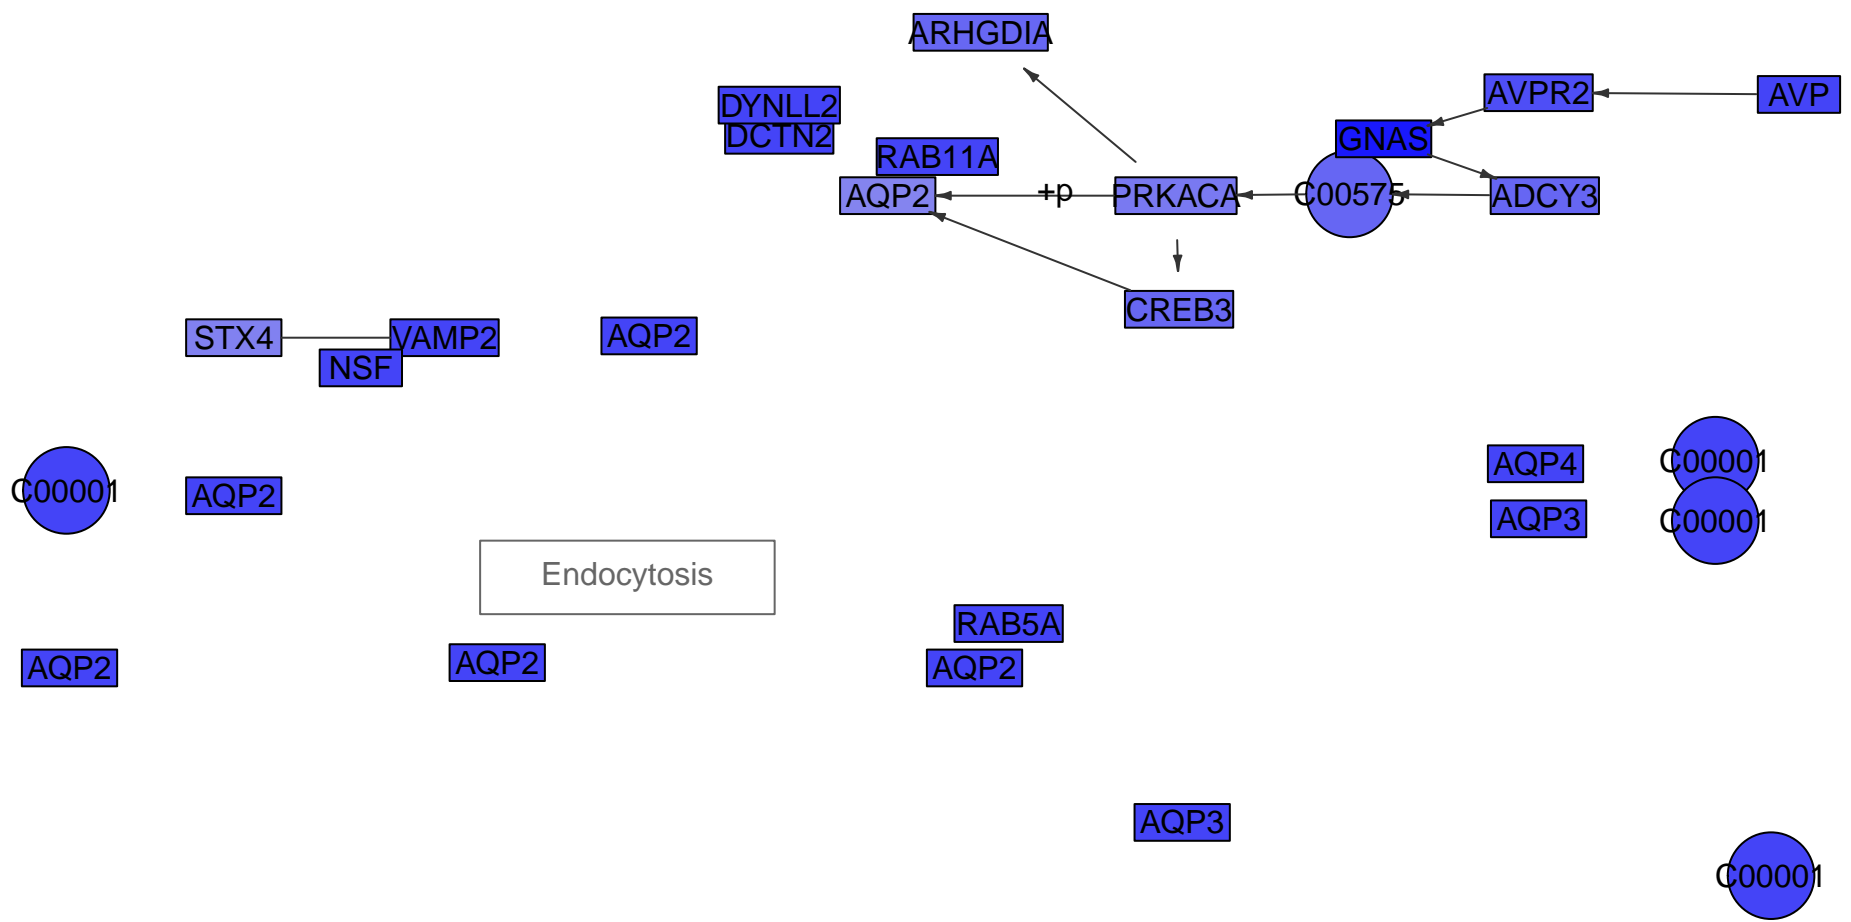 ARHGDIA
DYNLL2
AVPR2
AVP
DCTN2
GNAS
RAB11A
AQP2
+p
PRKACA
C00575
ADCY3
CREB3
STX4
VAMP2
AQP2
NSF
AQP4
C00001
C00001
AQP2
AQP3
C00001
Endocytosis
RAB5A
AQP2
AQP2
AQP2
AQP3
C00001